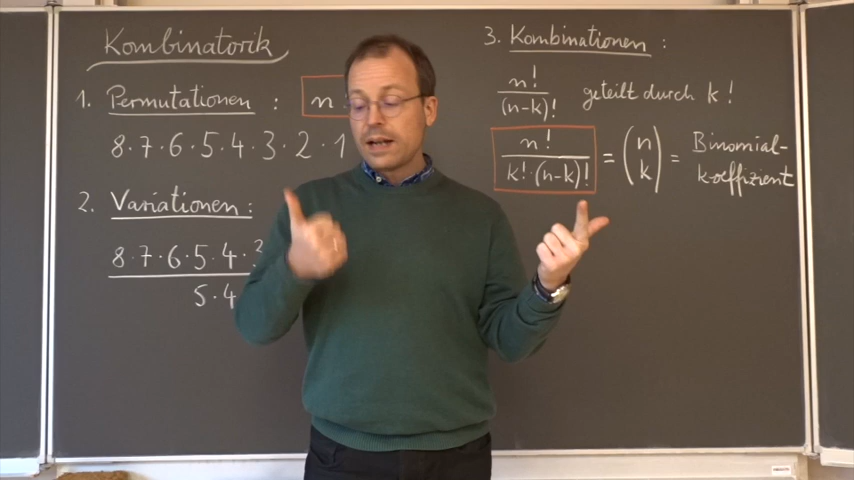 Kombinatorik
1. Permutationen : n
8·7·6·5·4·3·2·1
2. Variationen:
8·7·6·5·4·
5·4
3. Kombinationen :
n!
(n-k)!
geteilt durch k!
n!
k!·(n-k)!
= (n k) = Binomial-
koeffizient